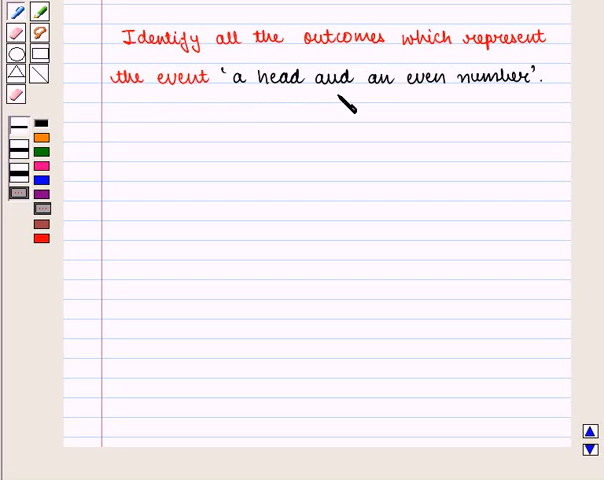 Identify all the outcomes which represent
the event 'a head and an even number'.